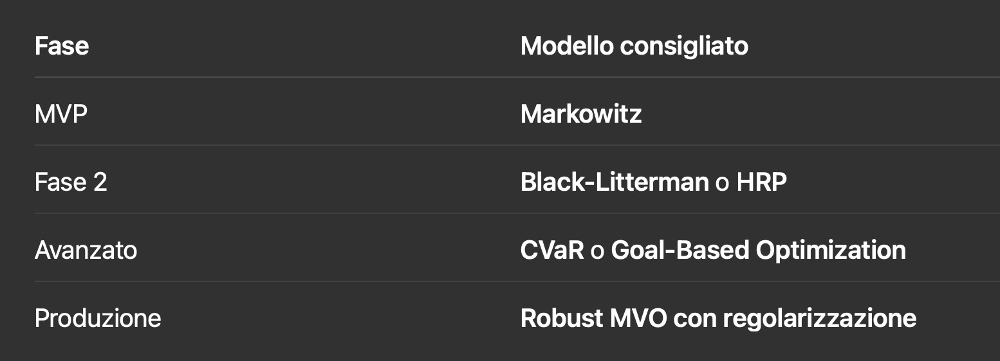 Fase Modello consigliato
MVP Markowitz
Fase 2 Black-Litterman o HRP
Avanzato CVaR o Goal-Based Optimization
Produzione Robust MVO con regolarizzazione